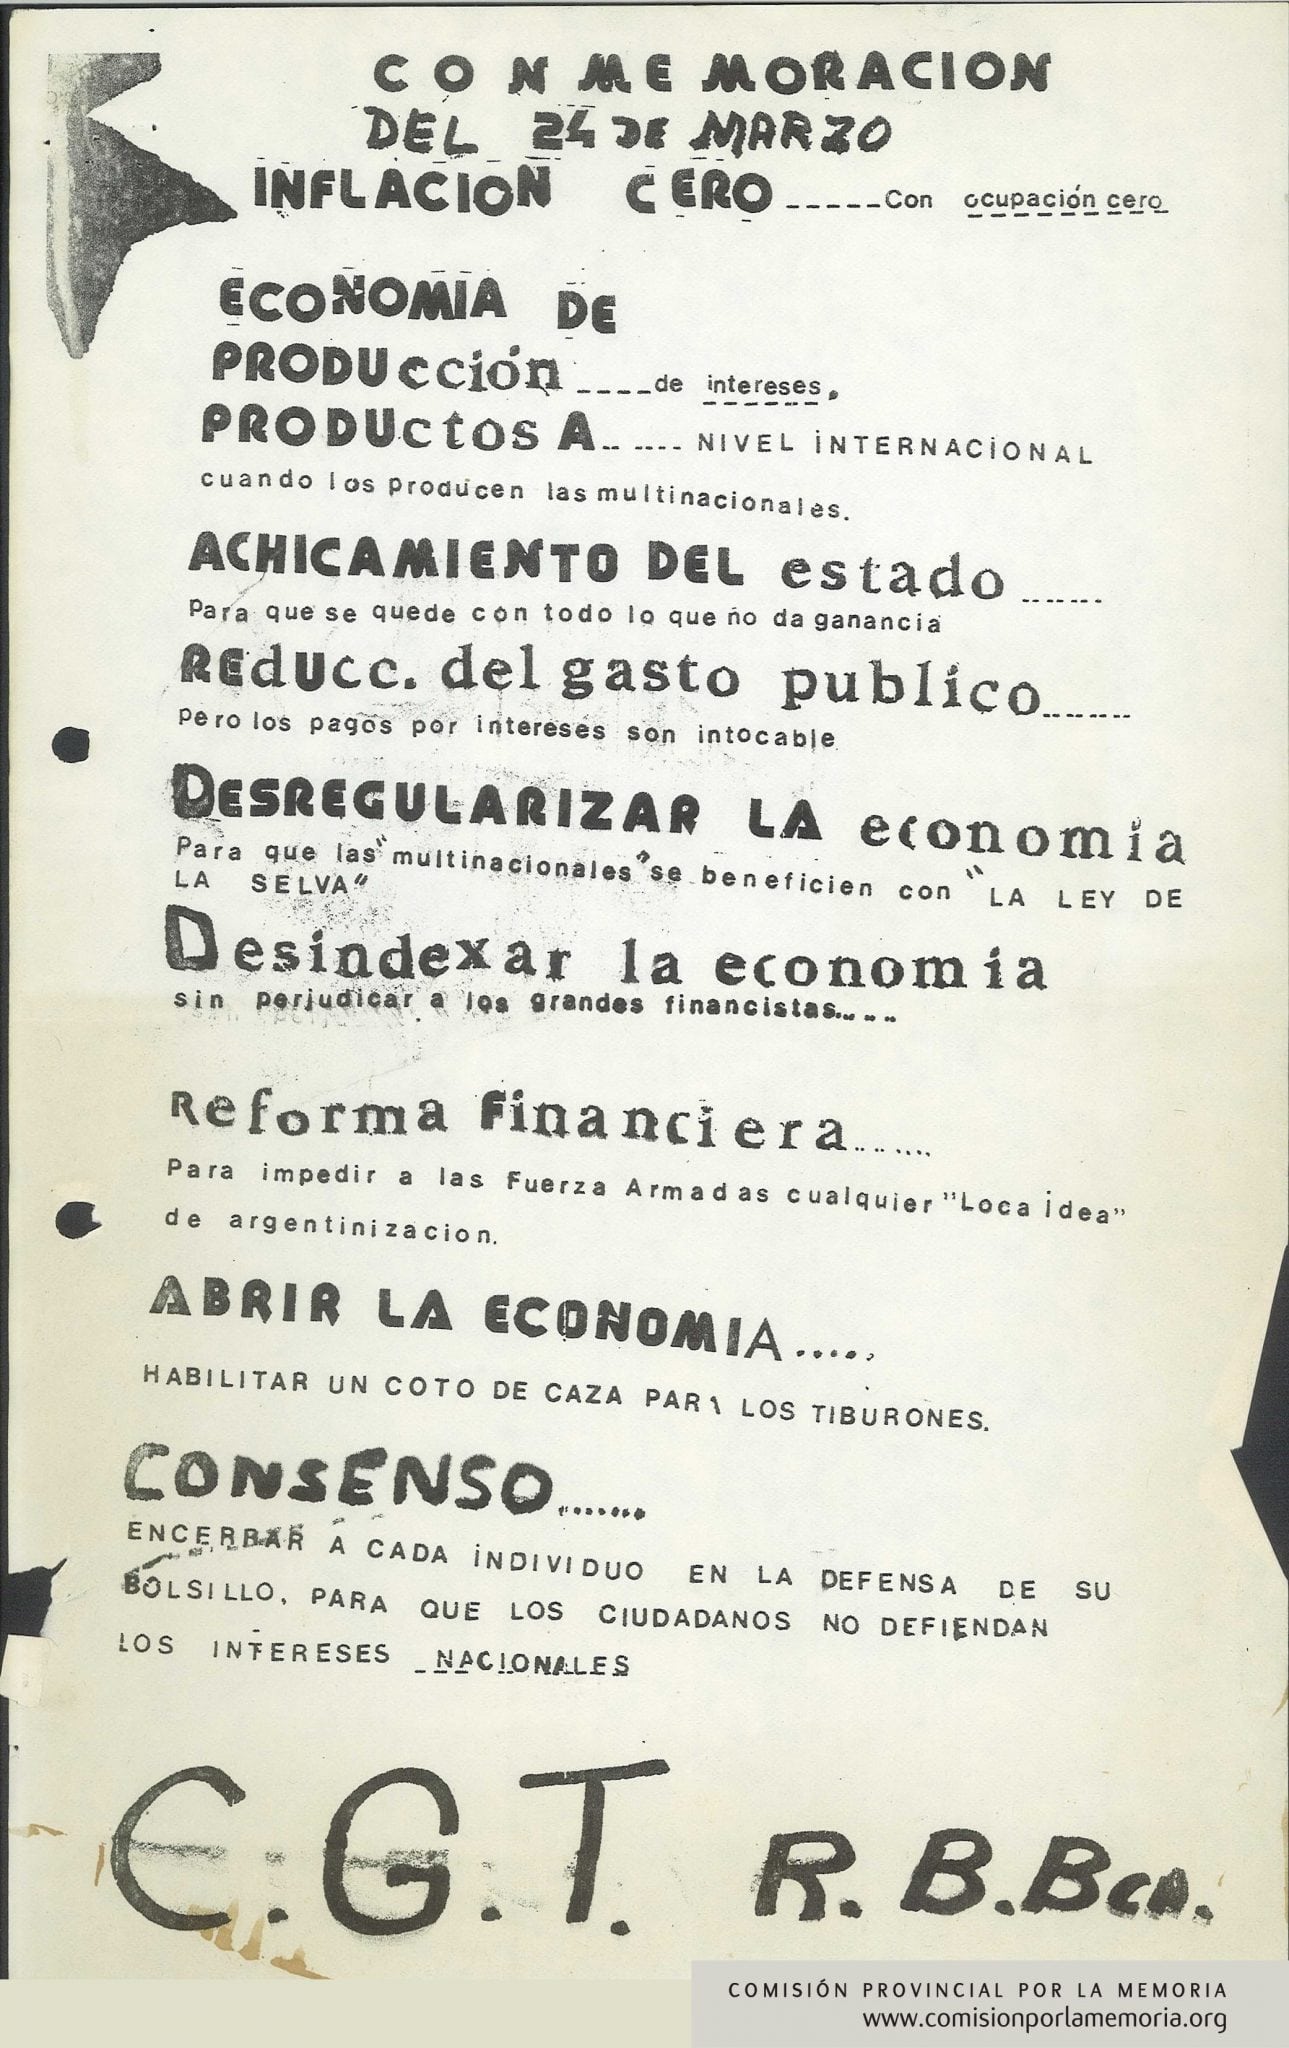 CONMEMORACION
DEL 24 DE MARZO
INFLACION CERO _____Con ocupación cero
ECONOMIA DE
PRODUcción ____de intereses.
PRODUctos A.. ..... NIVEL iNTERNACiONAL
cuando los producen las multinacionales.
ACHICAMIENTO DEL estado .......
Para que se quede con todo lo que no da ganancia
REdUcc. del gasto publico.......
Pero los pagos por intereses son intocable
DESREGULARIZAR LA economía
Para que las "multinacionales" se beneficien con "LA LEY DE
LA SELVA"
Desindexar la economía
sin perjudicar a los grandes financistas.....
Reforma Financiera.......
Para impedir a las Fuerza Armadas cualquier "Loca idea"
de argentinizacion.
ABRIR LA ECONOMIA.....
HABILITAR UN COTO DE CAZA PARA LOS TIBURONES.
CONSENSO.......
ENCERRAR A CADA INDIVIDUO EN LA DEFENSA DE SU
BOLSILLO, PARA QUE LOS CIUDADANOS NO DEFIENDAN
LOS INTERESES _NACIONALES
C.G.T. R.B.Bca.
COMISIÓN PROVINCIAL POR LA MEMORIA
www.comisionporlamemoria.org